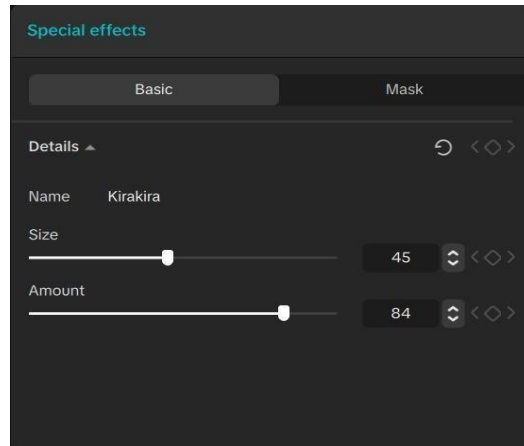 Special effects
Basic Mask
Details
Name Kirakira
Size
45
Amount
84